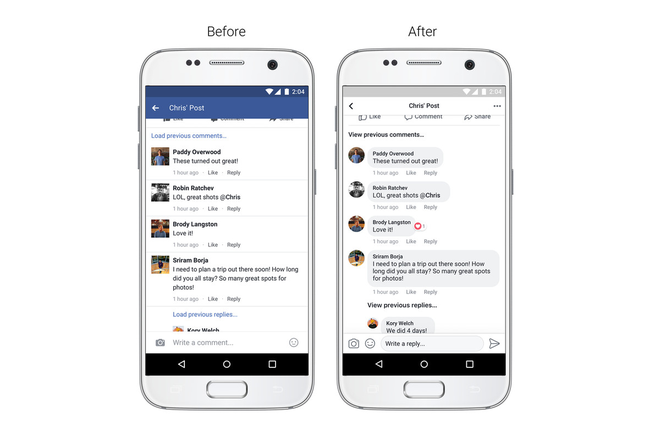 Before
2:04
Chris' Post
Like Comment Share
Load previous comments...
Paddy Overwood
These turned out great!
1 hour ago · Like · Reply
Robin Ratchev
LOL, great shots @Chris
1 hour ago · Like · Reply
Brody Langston
Love it!
1 hour ago · Like · Reply
Sriram Borja
I need to plan a trip out there soon! How
long did you all stay? So many great spots
for photos!
1 hour ago · Like · Reply
Load previous replies...
Kory Welch
Write a comment...
After
2:04
Chris' Post
Like Comment Share
View previous comments...
Paddy Overwood
These turned out great!
1 hour ago Like Reply
Robin Ratchev
LOL, great shots @Chris
1 hour ago Like Reply
Brody Langston
Love it!
1
1 hour ago Like Reply
Sriram Borja
I need to plan a trip out there soon! How
long did you all stay? So many great spots
for photos!
1 hour ago Like Reply
View previous replies...
Kory Welch
We did 4 days!
Write a reply...